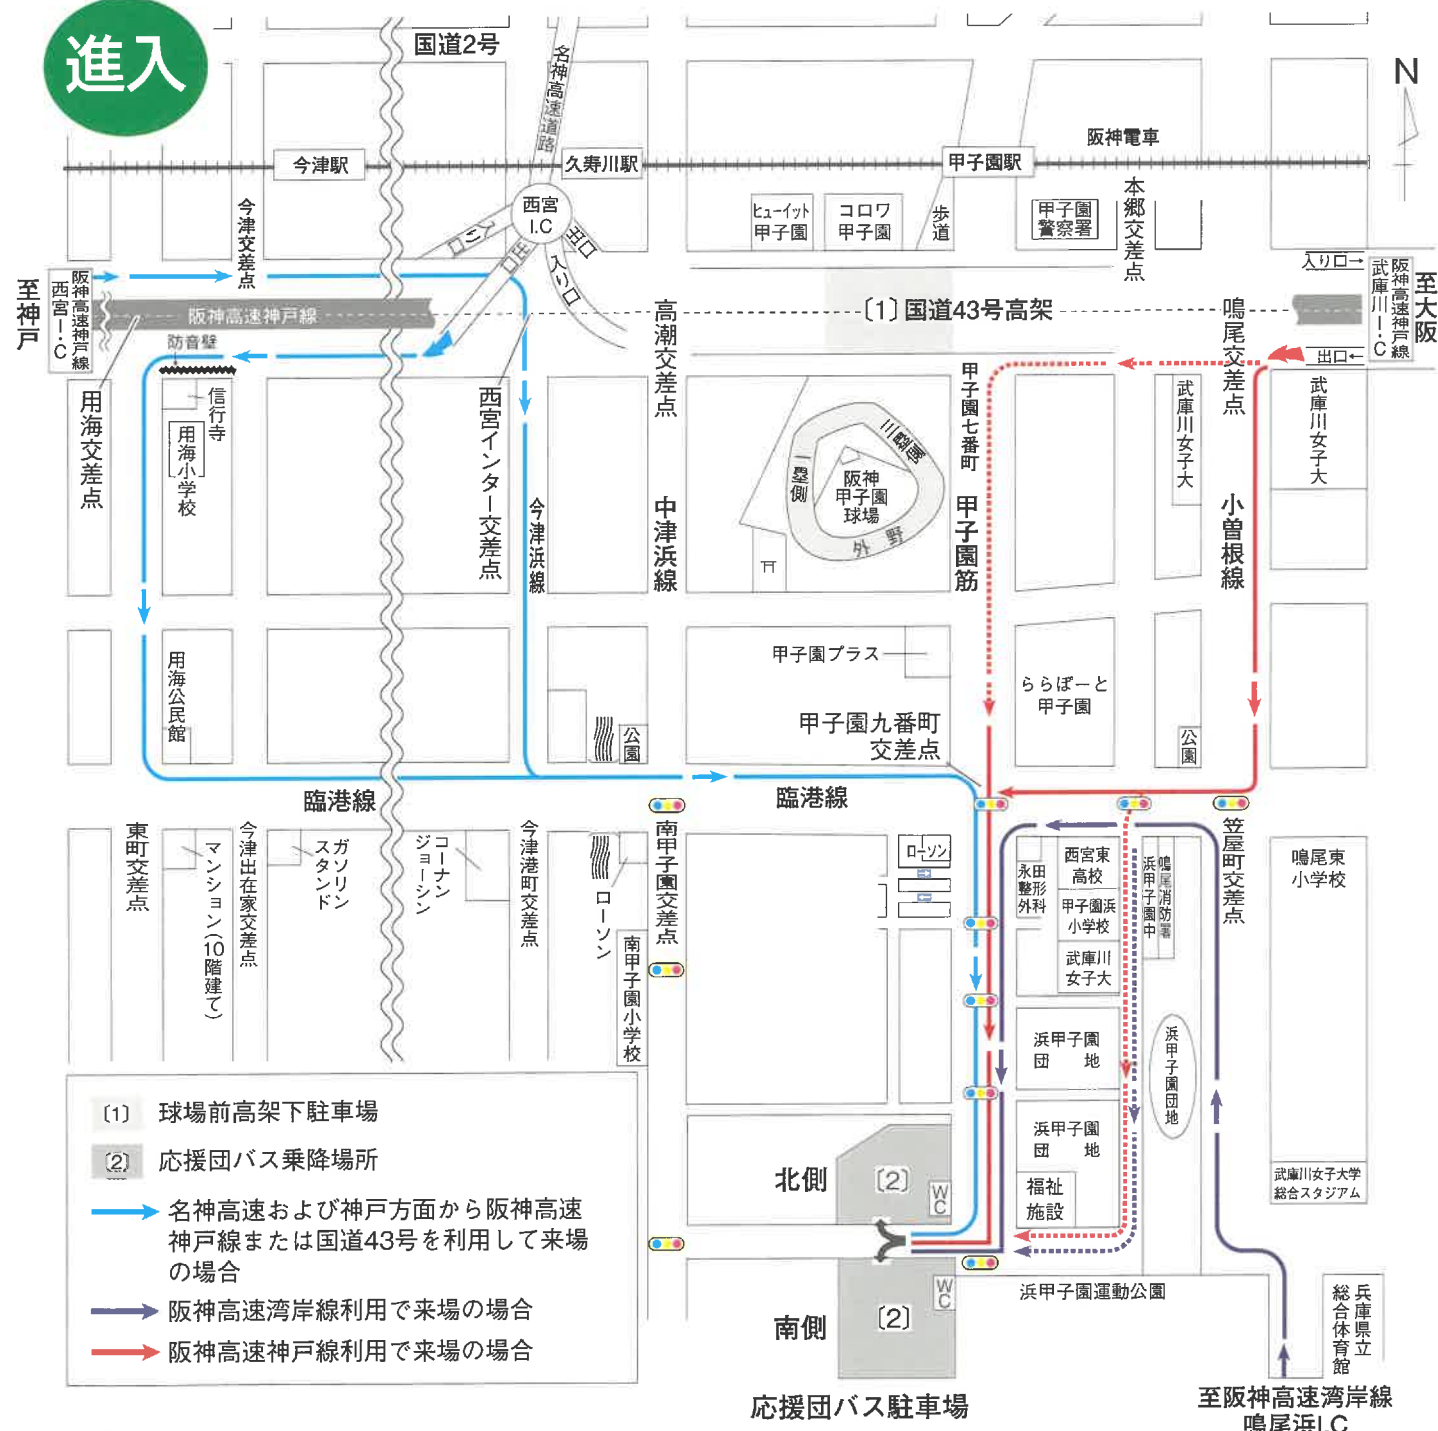 進入
国道2号
名神高速道路
N
阪神電車
今津駅
久寿川駅
甲子園駅
西宮
I.C
入り口
出口
出口
入り口
今津交差点
ヒューイット
甲子園
コロワ
甲子園
歩道
甲子園
警察署
本郷交差点
至神戸
阪神高速神戸線
西宮I・C
阪神高速神戸線
防音壁
〔1〕国道43号高架
入り口→
出口←
阪神高速神戸線
武庫川I・C
至大阪
用海交差点
信行寺
用海小学校
西宮インター交差点
今津浜線
高潮交差点
中津浜線
三塁側
一塁側
外野
阪神
甲子園
球場
甲子園七番町
甲子園筋
鳴尾交差点
武庫川女子大
小曽根線
武庫川女子大
用海公民館
公園
甲子園プラス
甲子園九番町
交差点
ららぽーと
甲子園
公園
臨港線
臨港線
東町交差点
マンション(10階建て)
今津出在家交差点
ガソリン
スタンド
コーナン
ジョーシン
今津港町交差点
ローソン
南甲子園交差点
南甲子園小学校
ローソン
永田
整形
外科
西宮東
高校
甲子園浜
小学校
武庫川
女子大
鳴尾消防署
浜甲子園中
笠屋町交差点
鳴尾東
小学校
浜甲子園
団地
浜甲子園
団地
浜甲子園団地
福祉
施設
武庫川女子大学
総合スタジアム
北側
〔2〕
WC
南側
〔2〕
WC
浜甲子園運動公園
兵庫県立
総合体育館
応援団バス駐車場
至阪神高速湾岸線
鳴尾浜I.C
〔1〕 球場前高架下駐車場
〔2〕 応援団バス乗降場所
名神高速および神戸方面から阪神高速
神戸線または国道43号を利用して来場
の場合
阪神高速湾岸線利用で来場の場合
阪神高速神戸線利用で来場の場合